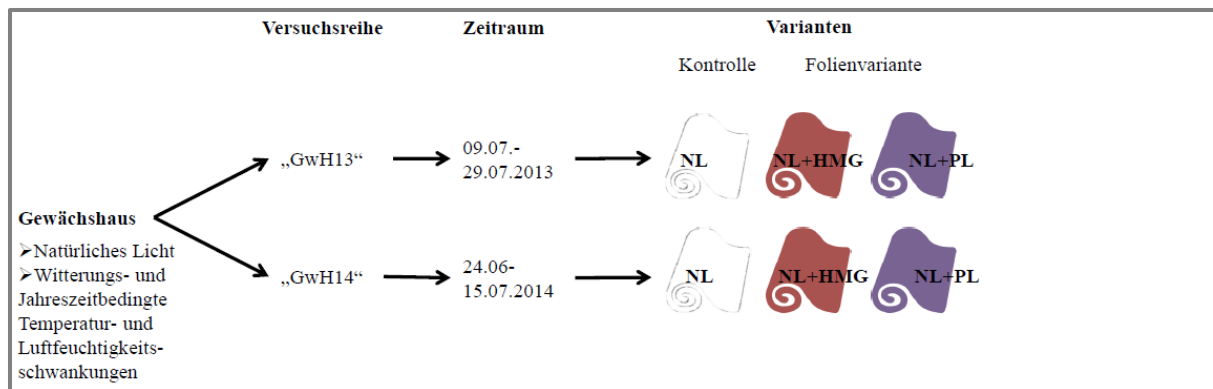 Versuchsreihe Zeitraum Varianten
Kontrolle Folienvariante
„GwH13“ 09.07.-
29.07.2013
NL NL+HMG NL+PL
Gewächshaus
➢Natürliches Licht
➢Witterungs- und
Jahreszeitbedingte
Temperatur- und
Luftfeuchtigkeits-
schwankungen
„GwH14“ 24.06-
15.07.2014
NL NL+HMG NL+PL